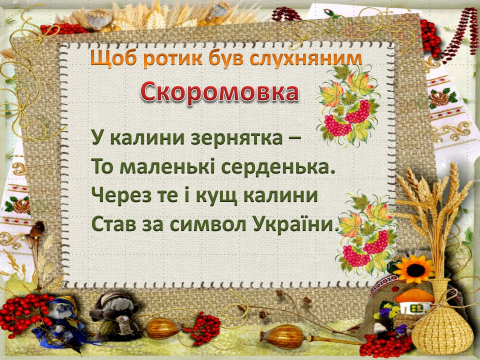 Щоб ротик був слухняним
Скоромовка
У калини зернятка –
То маленькі серденька.
Через те і кущ калини
Став за символ України.